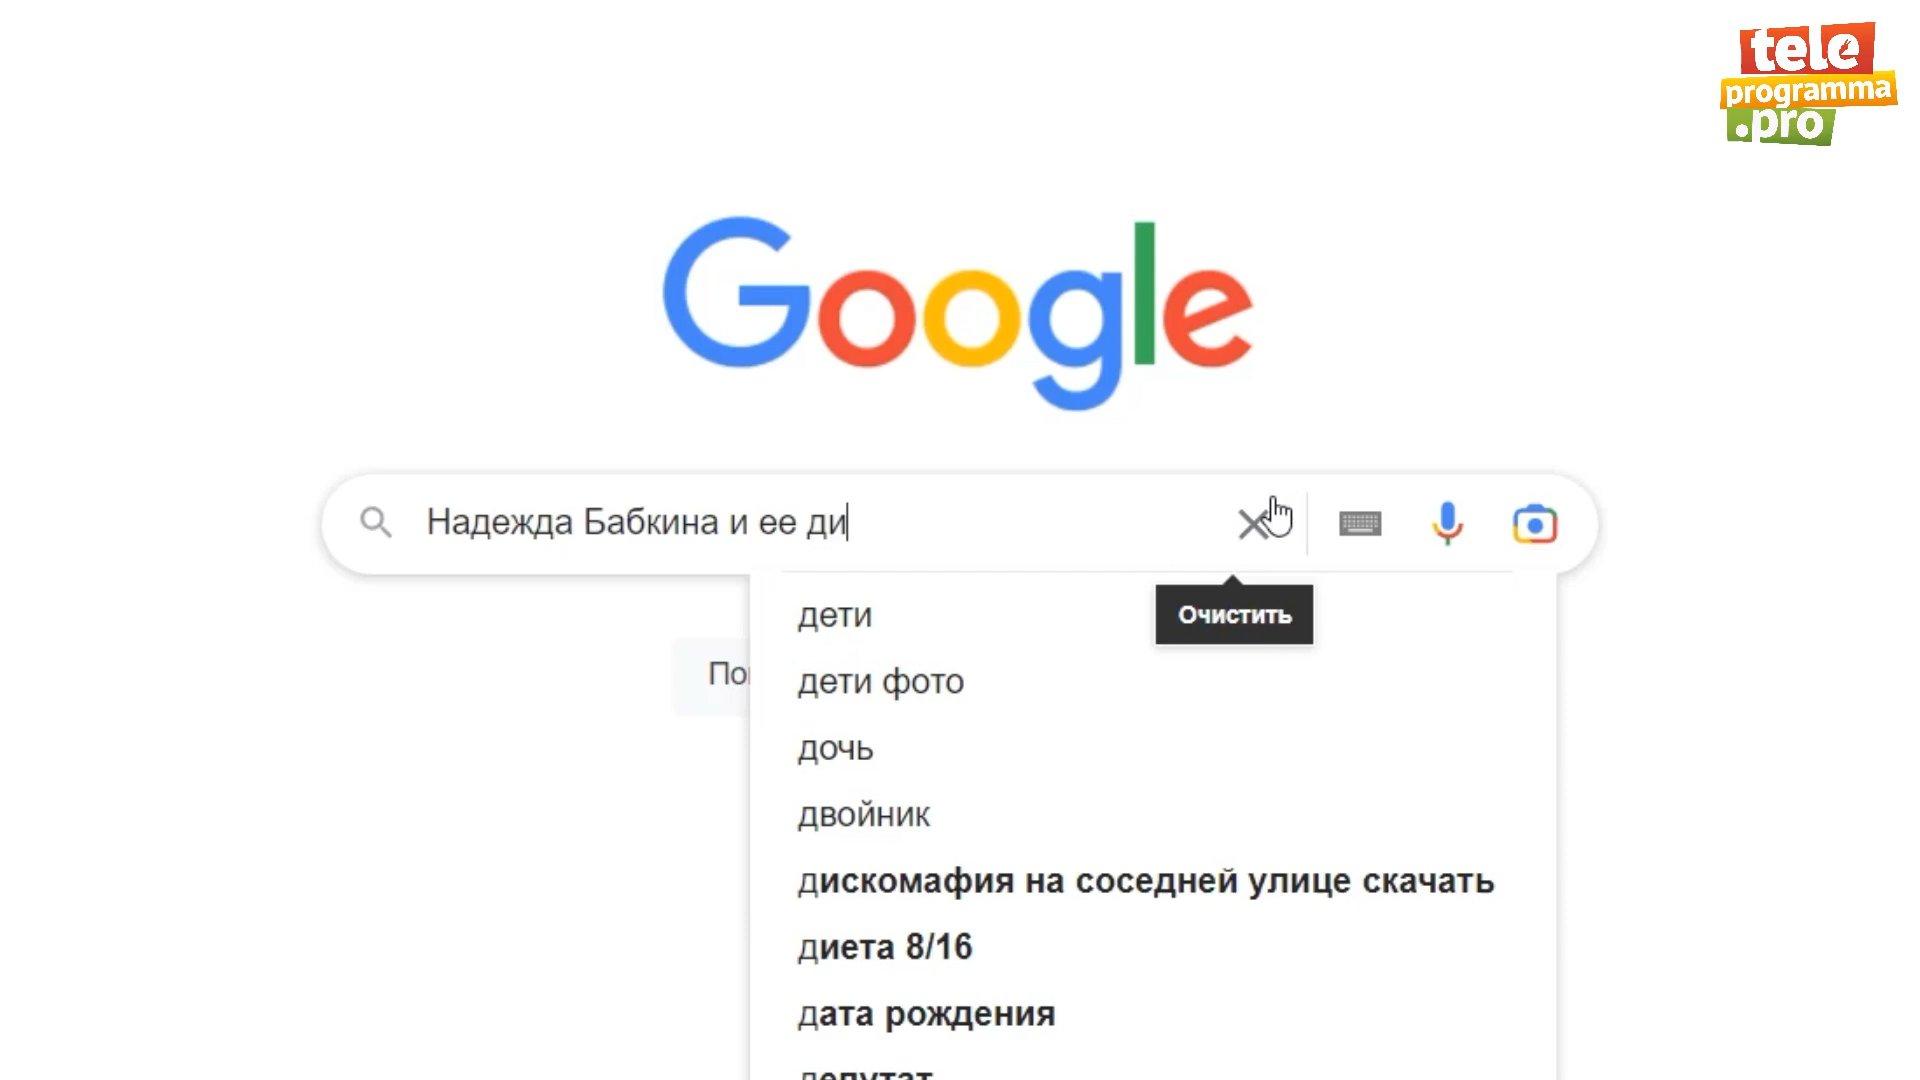 tele
programma
.pro
Google
Надежда Бабкина и ее ди
Очистить
дети
дети фото
дочь
двойник
дискомафия на соседней улице скачать
диета 8/16
дата рождения
депутат